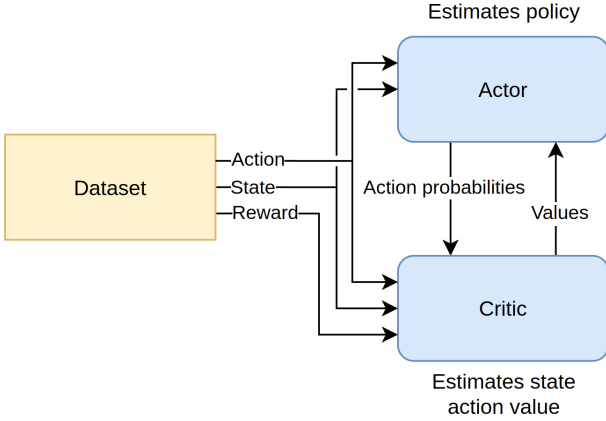 Estimates policy
Actor
Dataset
Action
State
Reward
Action probabilities
Values
Critic
Estimates state
action value